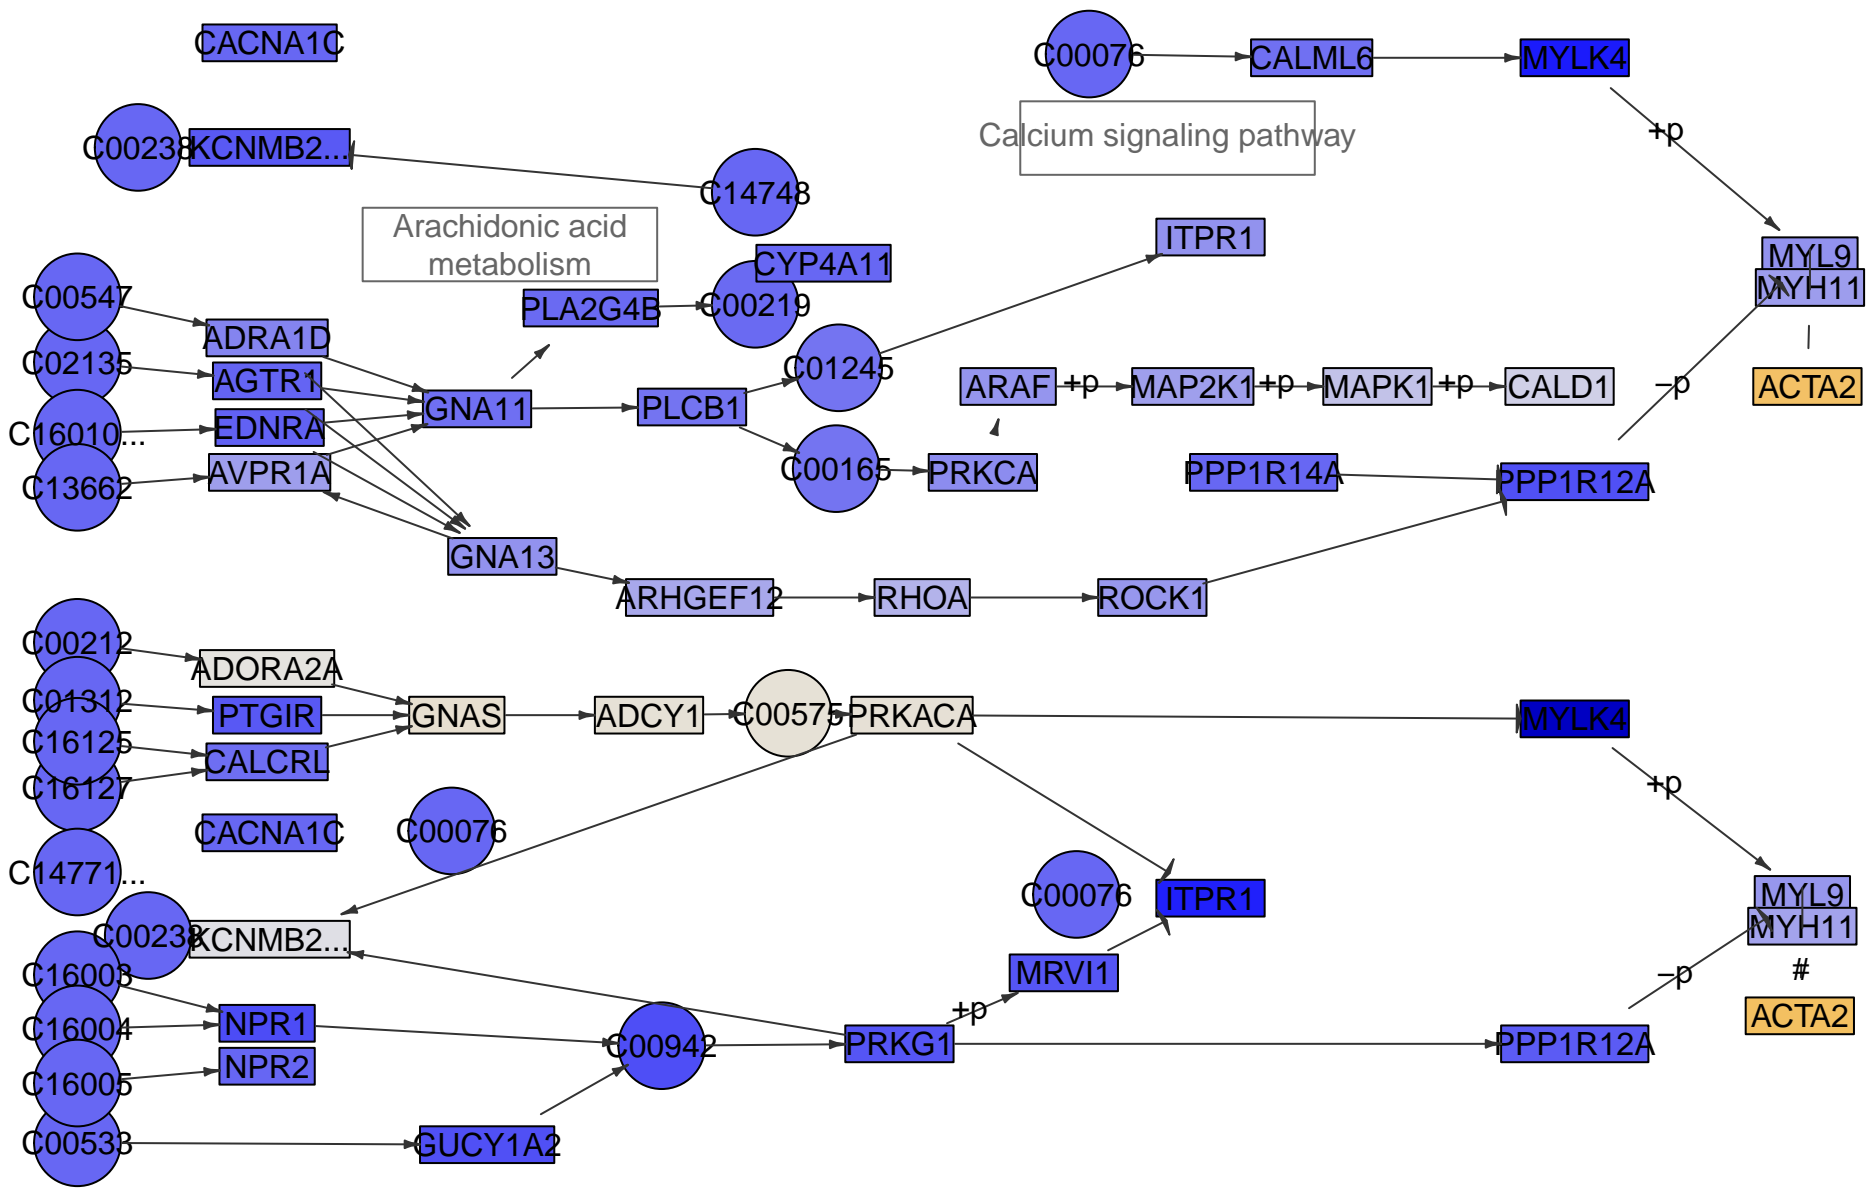 CACNA1C
C00076
CALML6
MYLK4
+p
Calcium signaling pathway
C00238
KCNMB2...
C14748
Arachidonic acid
metabolism
ITPR1
MYL9
MYH11
CYP4A11
PLA2G4B
C00219
C00547
ADRA1D
C02135
AGTR1
GNA11
PLCB1
C01245
ARAF
+p
MAP2K1
+p
MAPK1
+p
CALD1
–p
ACTA2
C16010...
EDNRA
C13662
AVPR1A
C00165
PRKCA
PPP1R14A
PPP1R12A
GNA13
ARHGEF12
RHOA
ROCK1
C00212
ADORA2A
C01312
PTGIR
GNAS
ADCY1
C00575
PRKACA
MYLK4
C16125
CALCRL
C16127
+p
CACNA1C
C00076
C14771...
C00076
ITPR1
MYL9
MYH11
C00238
KCNMB2...
C16003
MRVI1
–p
#
+p
C16004
NPR1
C00942
PRKG1
PPP1R12A
ACTA2
C16005
NPR2
C00533
GUCY1A2